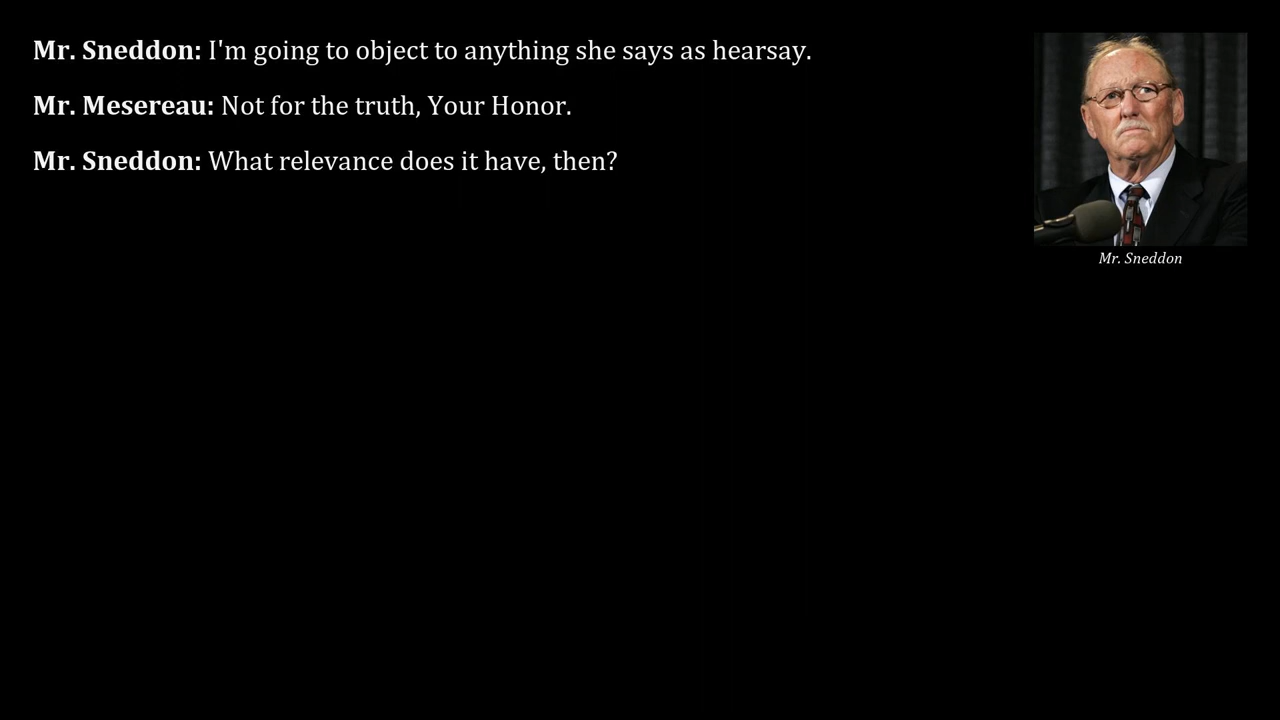 Mr. Sneddon: I'm going to object to anything she says as hearsay.
Mr. Mesereau: Not for the truth, Your Honor.
Mr. Sneddon: What relevance does it have, then?
Mr. Sneddon